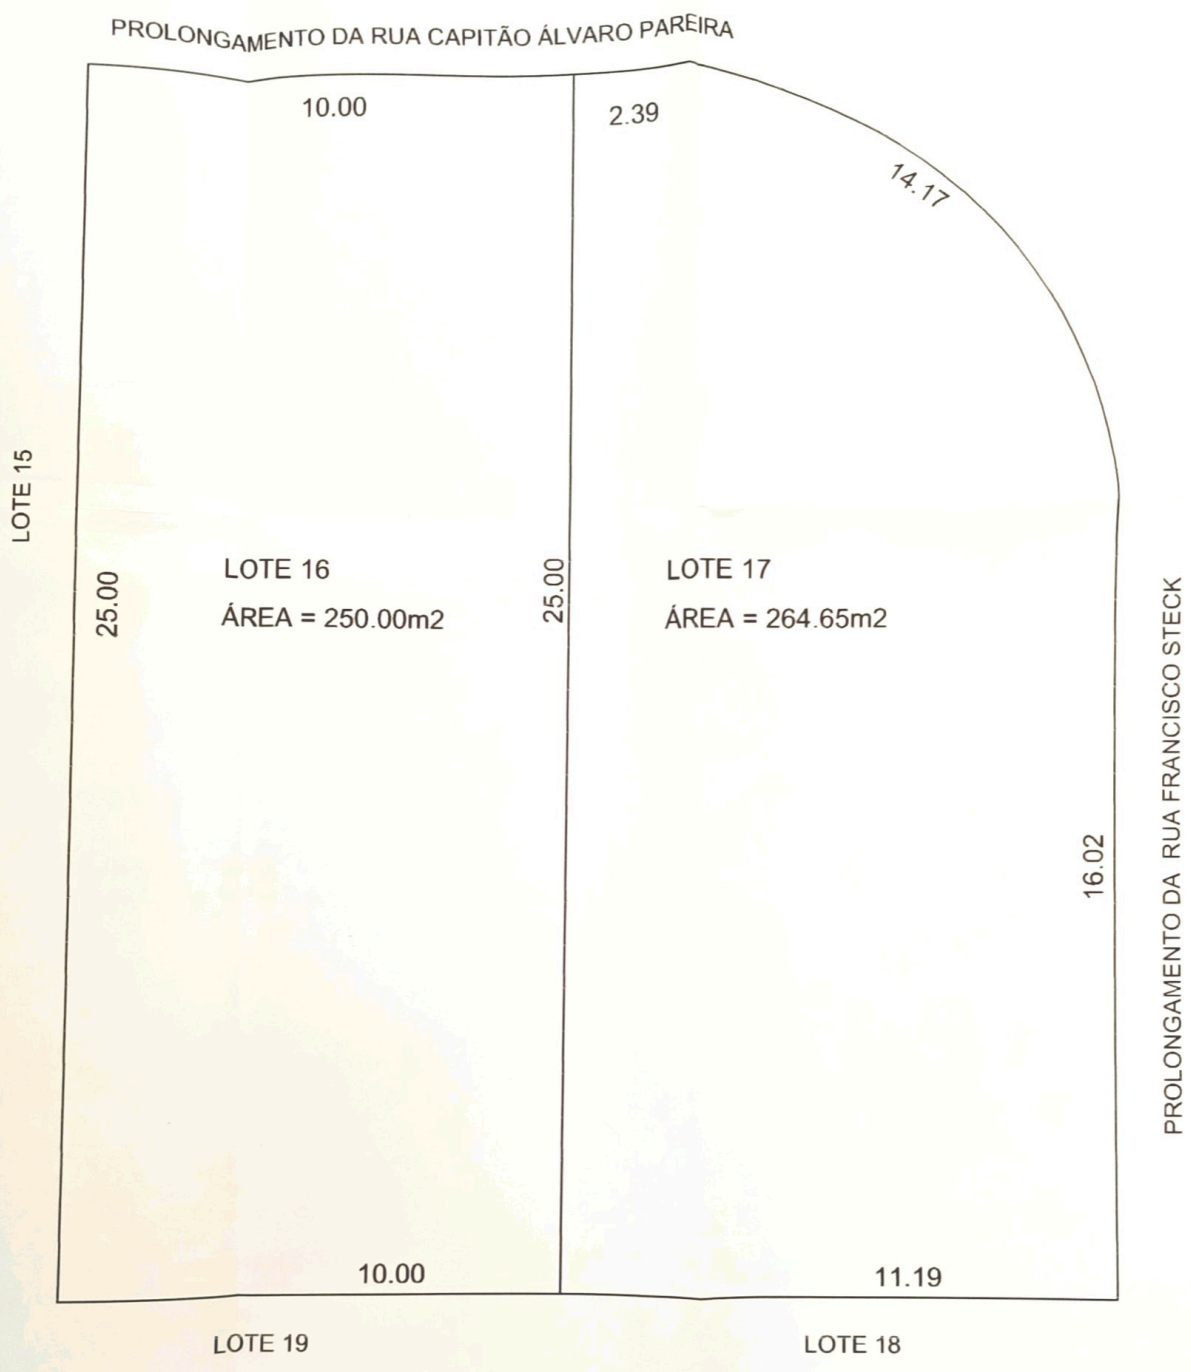 PROLONGAMENTO DA RUA CAPITÃO ÁLVARO PAREIRA
10.00
2.39
14.17
LOTE 15
25.00
LOTE 16
ÁREA = 250.00m2
25.00
LOTE 17
ÁREA = 264.65m2
16.02
PROLONGAMENTO DA RUA FRANCISCO STECK
10.00
11.19
LOTE 19
LOTE 18